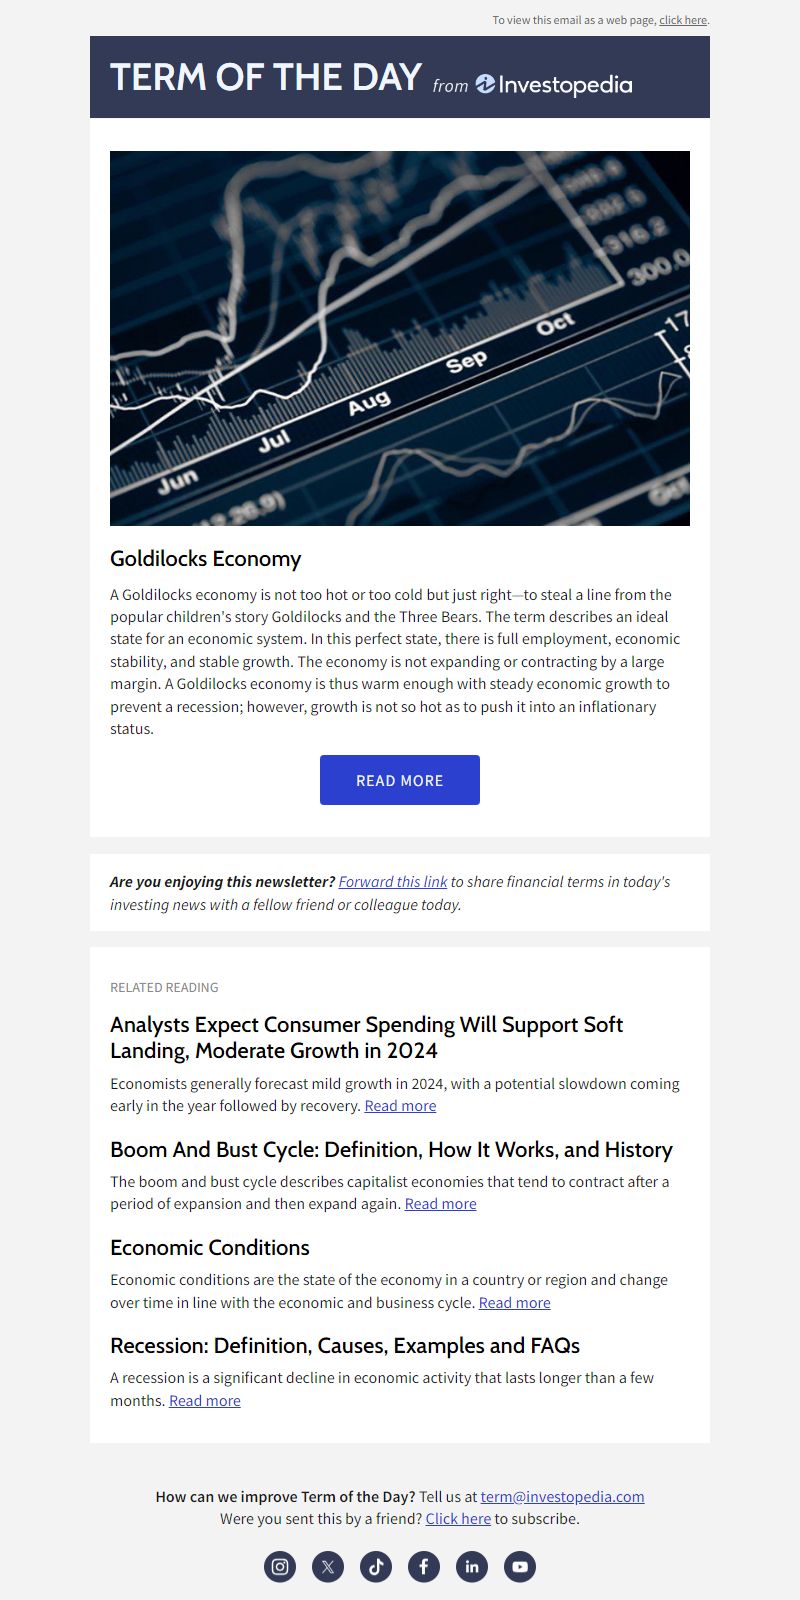 To view this email as a web page, click here.
TERM OF THE DAY from Investopedia
316.2
300.0
17
Oct
Sep
Aug
Jul
Jun
Goldilocks Economy
A Goldilocks economy is not too hot or too cold but just right—to steal a line from the
popular children's story Goldilocks and the Three Bears. The term describes an ideal
state for an economic system. In this perfect state, there is full employment, economic
stability, and stable growth. The economy is not expanding or contracting by a large
margin. A Goldilocks economy is thus warm enough with steady economic growth to
prevent a recession; however, growth is not so hot as to push it into an inflationary
status.
READ MORE
Are you enjoying this newsletter? Forward this link to share financial terms in today's
investing news with a fellow friend or colleague today.
RELATED READING
Analysts Expect Consumer Spending Will Support Soft
Landing, Moderate Growth in 2024
Economists generally forecast mild growth in 2024, with a potential slowdown coming
early in the year followed by recovery. Read more
Boom And Bust Cycle: Definition, How It Works, and History
The boom and bust cycle describes capitalist economies that tend to contract after a
period of expansion and then expand again. Read more
Economic Conditions
Economic conditions are the state of the economy in a country or region and change
over time in line with the economic and business cycle. Read more
Recession: Definition, Causes, Examples and FAQs
A recession is a significant decline in economic activity that lasts longer than a few
months. Read more
How can we improve Term of the Day? Tell us at term@investopedia.com
Were you sent this by a friend? Click here to subscribe.